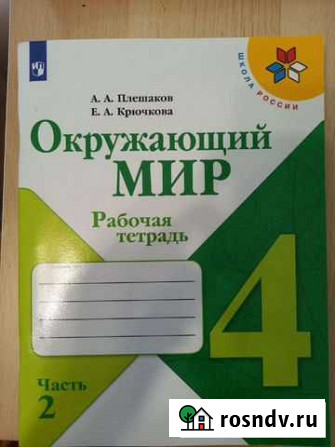 ШКОЛА РОССИИ
А. А. Плешаков
Е. А. Крючкова
Окружающий
МИР
Рабочая
тетрадь
4
Часть
2
rosndv.ru